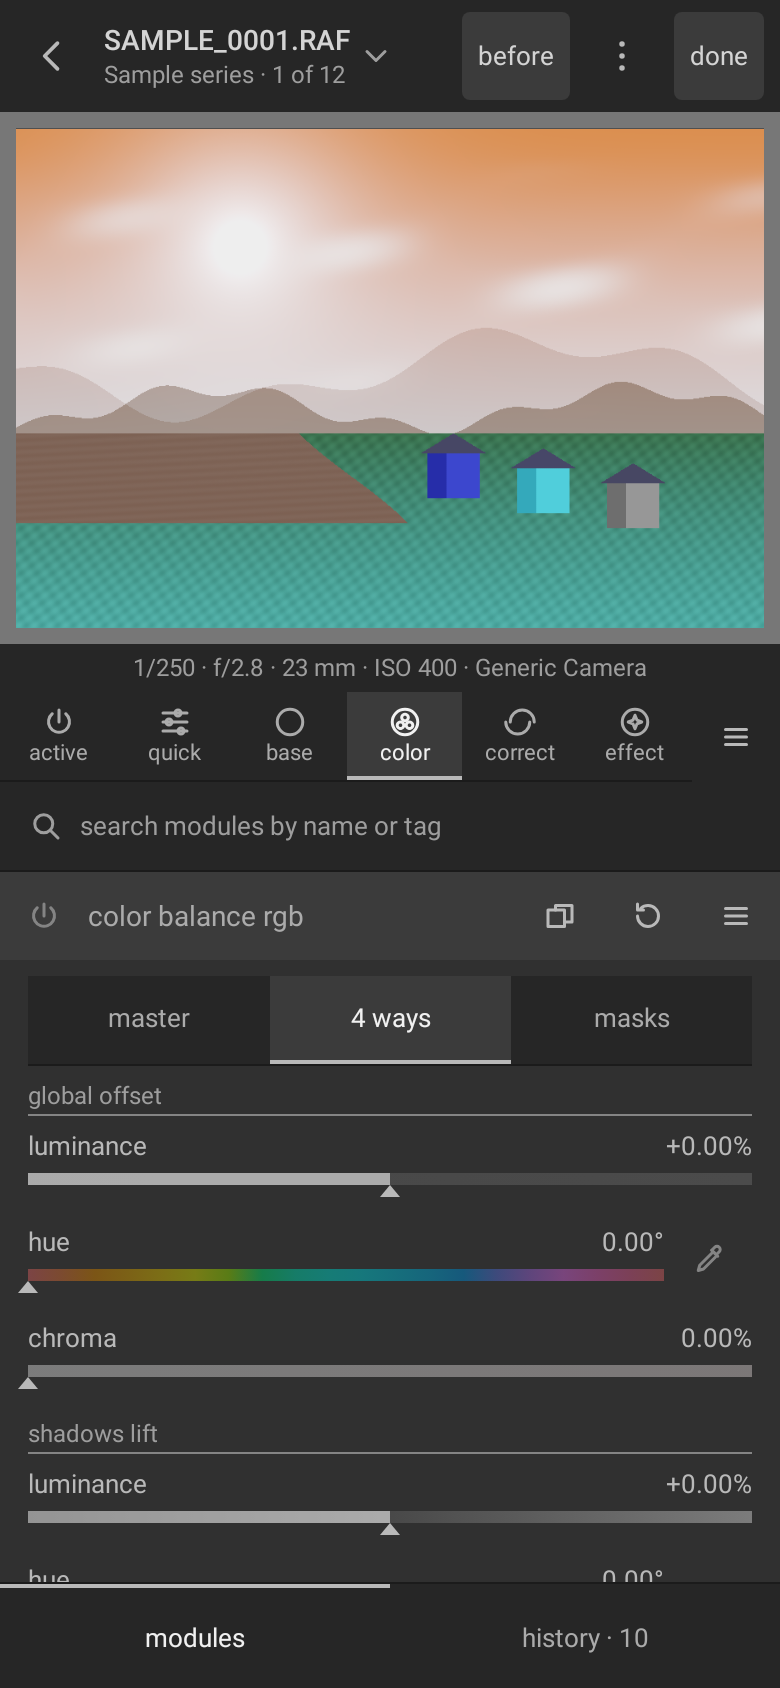 SAMPLE_0001.RAF
Sample series · 1 of 12
before
done
1/250 · f/2.8 · 23 mm · ISO 400 · Generic Camera
active
quick
base
color
correct
effect
search modules by name or tag
color balance rgb
master
4 ways
masks
global offset
luminance +0.00%
hue 0.00°
chroma 0.00%
shadows lift
luminance +0.00%
hue 0.00°
modules
history · 10